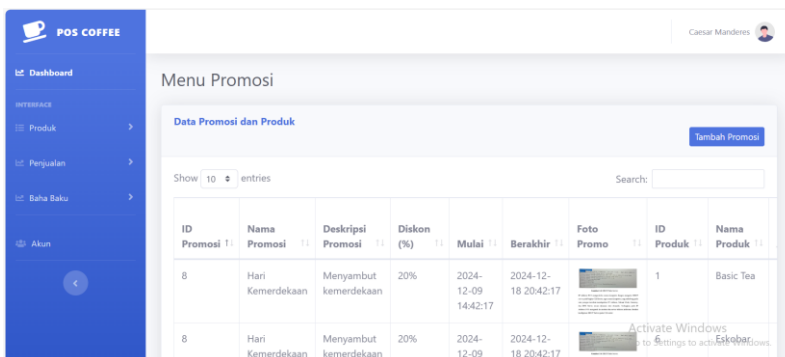 POS COFFEE
Caesar Manderes
Dashboard
Menu Promosi
INTERFACE
Produk
Data Promosi dan Produk
Tambah Promosi
Penjualan
Show 10 entries
Search:
Baha Baku
ID Promosi
Nama Promosi
Deskripsi Promosi
Diskon (%)
Mulai
Berakhir
Foto Promo
ID Produk
Nama Produk
Akun
8
Hari Kemerdekaan
Menyambut kemerdekaan
20%
2024-12-09 14:42:17
2024-12-18 20:42:17
1
Basic Tea
8
Hari Kemerdekaan
Menyambut kemerdekaan
20%
2024-12-09
2024-12-18 20:42:17
6
Eskobar
Activate Windows
to Settings to activate Windows.